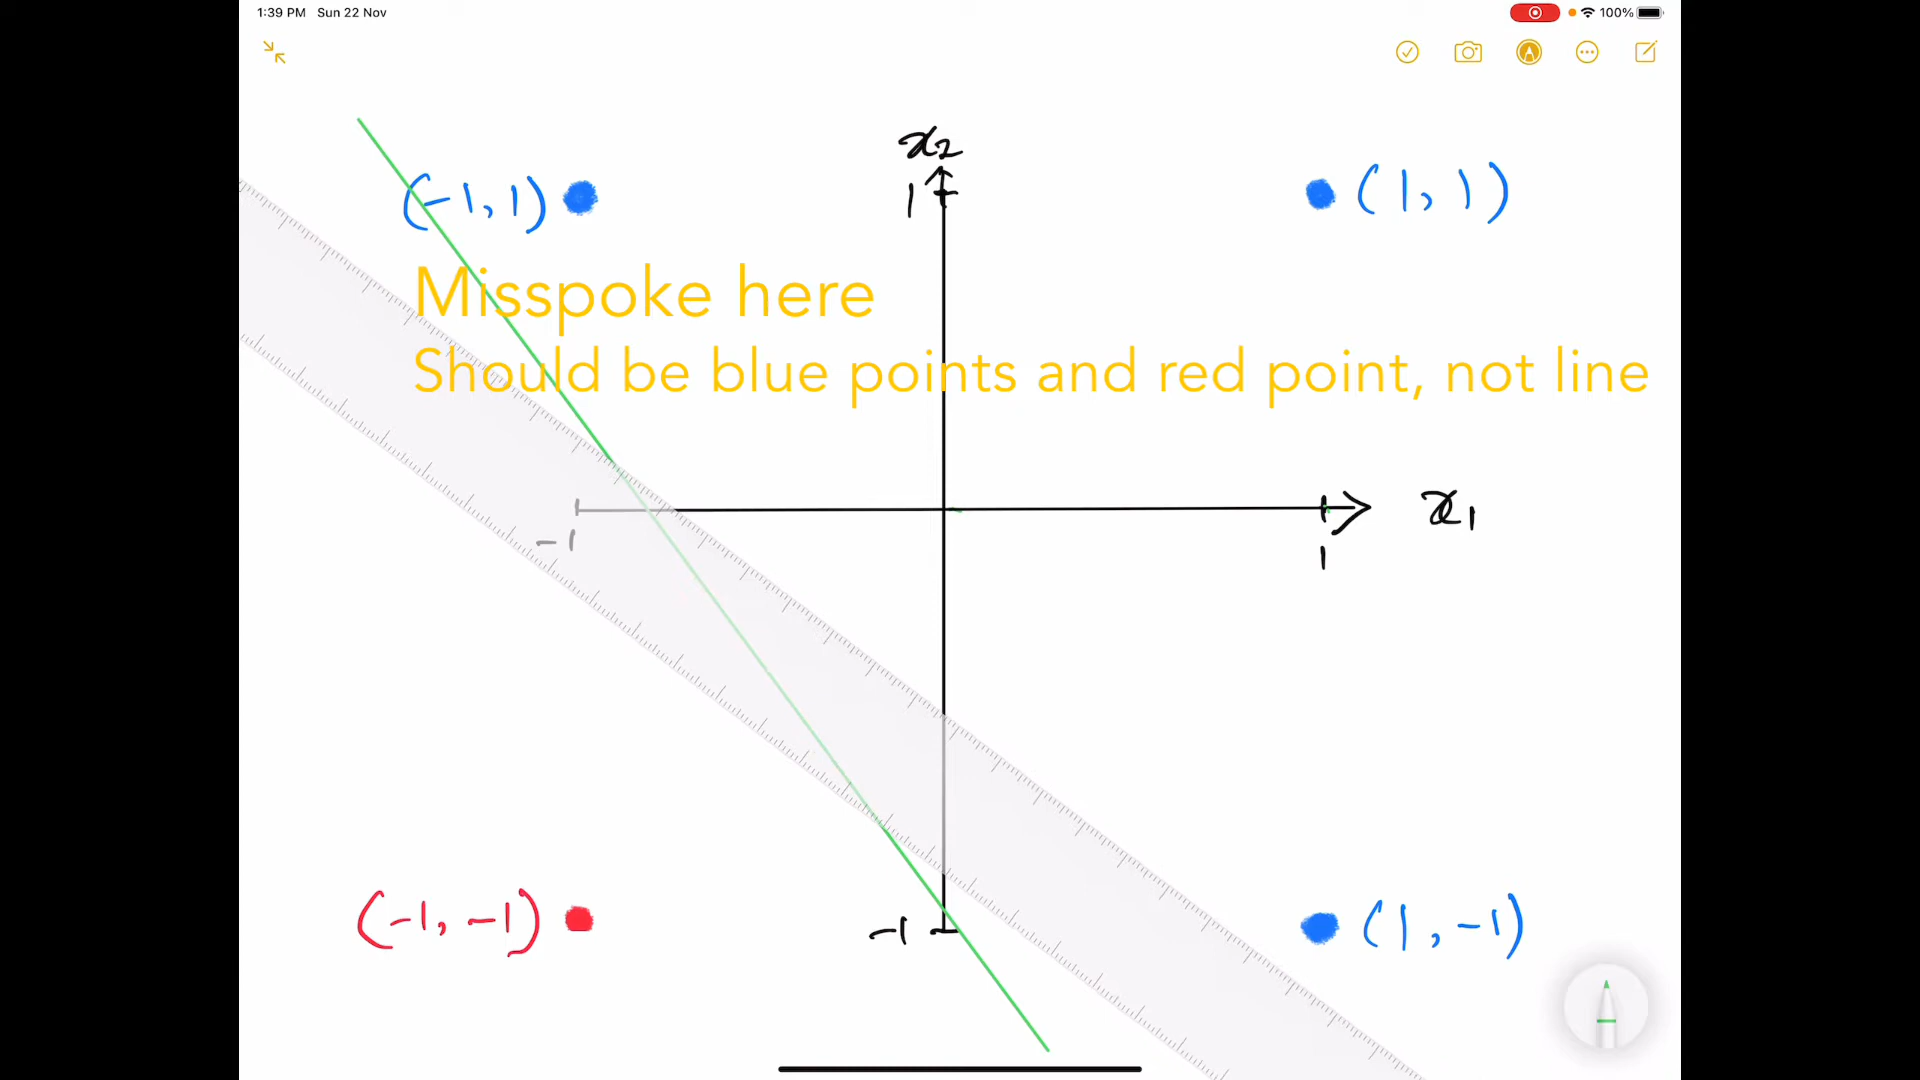 1:39 PM Sun 22 Nov
100%
x₂
1
(-1, 1)
(1, 1)
Misspoke here
Should be blue points and red point, not line
x₁
-1
1
(-1, -1)
-1
(1, -1)